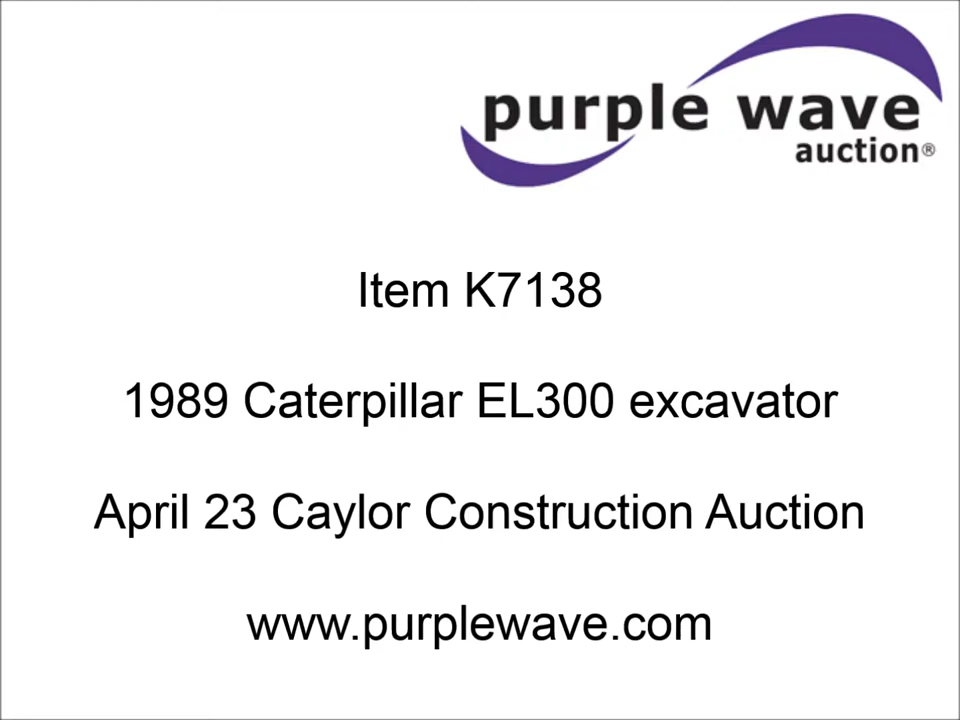 purple wave
auction®
Item K7138
1989 Caterpillar EL300 excavator
April 23 Caylor Construction Auction
www.purplewave.com